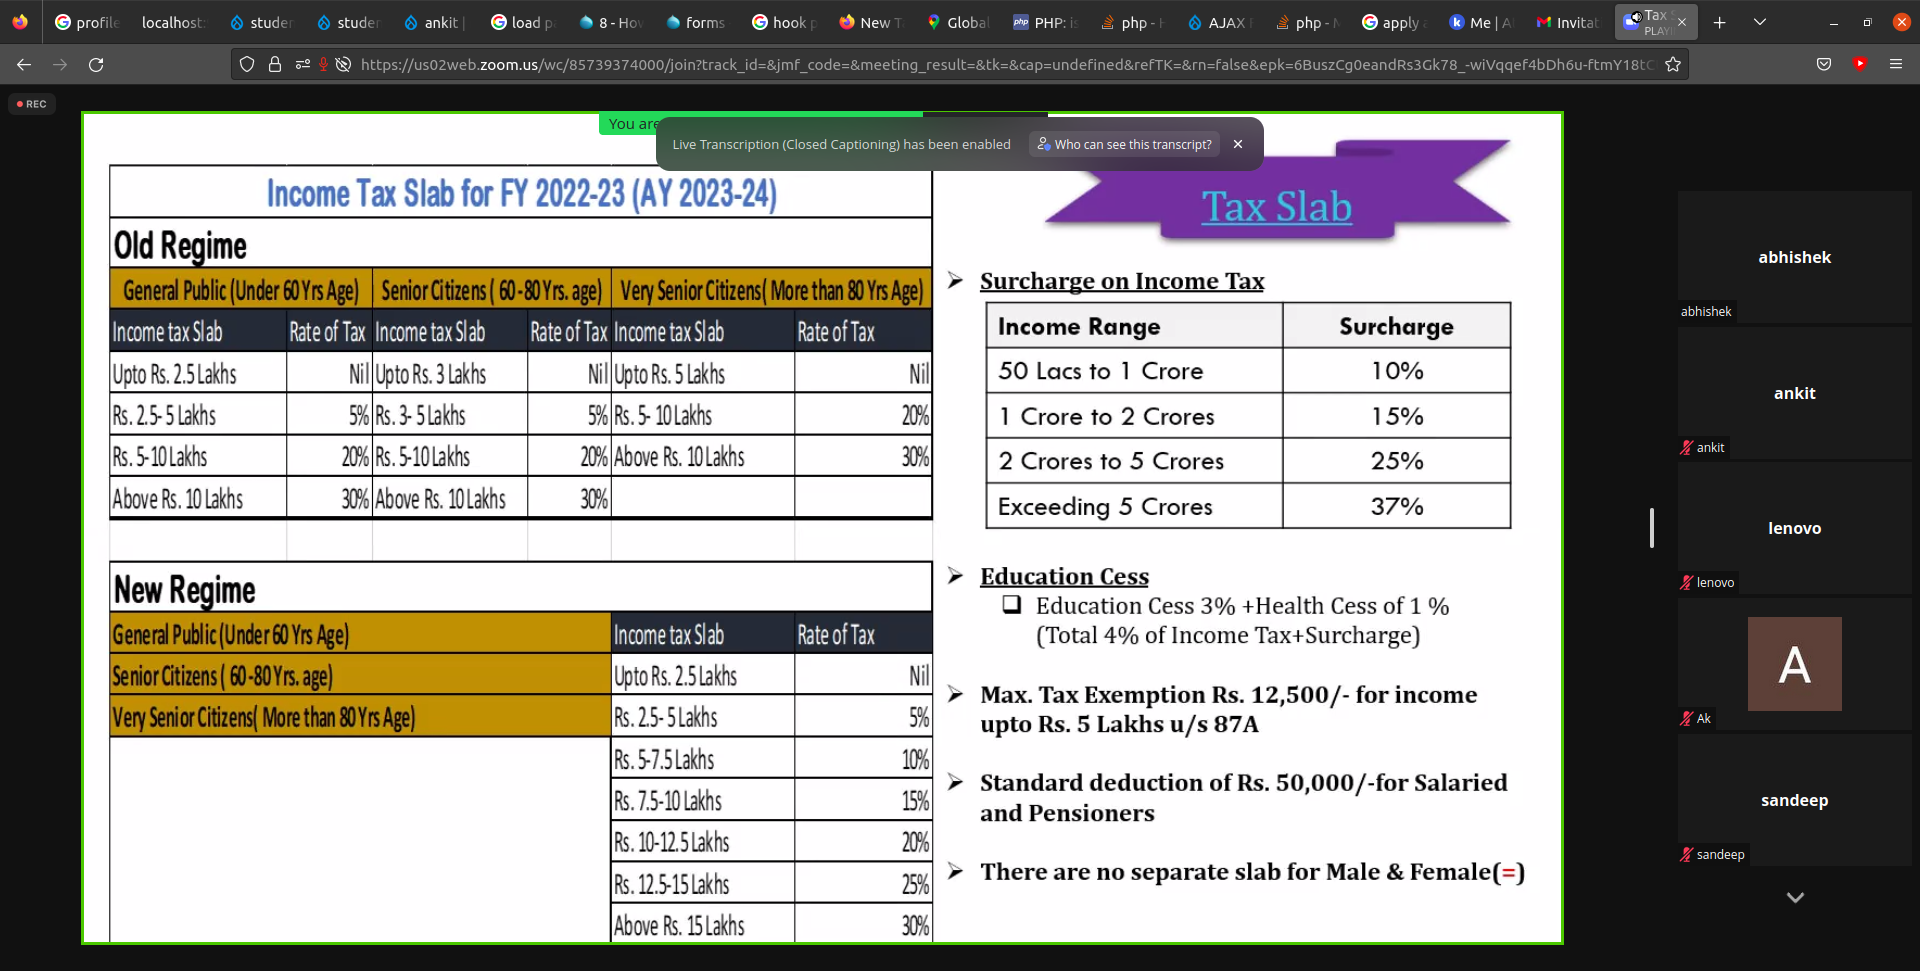 profile
localhost:
studen
studen
ankit |
load p
8 - Hov
forms
hook p
New T
Global
php PHP: is
php - H
AJAX F
php - M
apply a
k Me | A
Invitat
Tax S
PLAYI
https://us02web.zoom.us/wc/85739374000/join?track_id=&jmf_code=&meeting_result=&tk=&cap=undefined&refTK=&rn=false&epk=6BuszCg0eandRs3Gk78_-wiVqqef4bDh6u-ftmY18tC
REC
You are
Live Transcription (Closed Captioning) has been enabled Who can see this transcript?
Income Tax Slab for FY 2022-23 (AY 2023-24)
Old Regime
General Public (Under 60 Yrs Age) Senior Citizens ( 60-80 Yrs. age) Very Senior Citizens( More than 80 Yrs Age)
Income tax Slab Rate of Tax Income tax Slab Rate of Tax Income tax Slab Rate of Tax
Upto Rs. 2.5 Lakhs Nil Upto Rs. 3 Lakhs Nil Upto Rs. 5 Lakhs Nil
Rs. 2.5- 5 Lakhs 5% Rs. 3- 5 Lakhs 5% Rs. 5- 10 Lakhs 20%
Rs. 5-10 Lakhs 20% Rs. 5-10 Lakhs 20% Above Rs. 10 Lakhs 30%
Above Rs. 10 Lakhs 30% Above Rs. 10 Lakhs 30%
New Regime
General Public (Under 60 Yrs Age) Income tax Slab Rate of Tax
Senior Citizens ( 60-80 Yrs. age) Upto Rs. 2.5 Lakhs Nil
Very Senior Citizens( More than 80 Yrs Age) Rs. 2.5- 5 Lakhs 5%
Rs. 5-7.5 Lakhs 10%
Rs. 7.5-10 Lakhs 15%
Rs. 10-12.5 Lakhs 20%
Rs. 12.5-15 Lakhs 25%
Above Rs. 15 Lakhs 30%
Tax Slab
➢ Surcharge on Income Tax
Income Range Surcharge
50 Lacs to 1 Crore 10%
1 Crore to 2 Crores 15%
2 Crores to 5 Crores 25%
Exceeding 5 Crores 37%
➢ Education Cess
❑ Education Cess 3% +Health Cess of 1 %
(Total 4% of Income Tax+Surcharge)
➢ Max. Tax Exemption Rs. 12,500/- for income
upto Rs. 5 Lakhs u/s 87A
➢ Standard deduction of Rs. 50,000/-for Salaried
and Pensioners
➢ There are no separate slab for Male & Female(=)
abhishek
abhishek
ankit
ankit
lenovo
lenovo
A
Ak
sandeep
sandeep